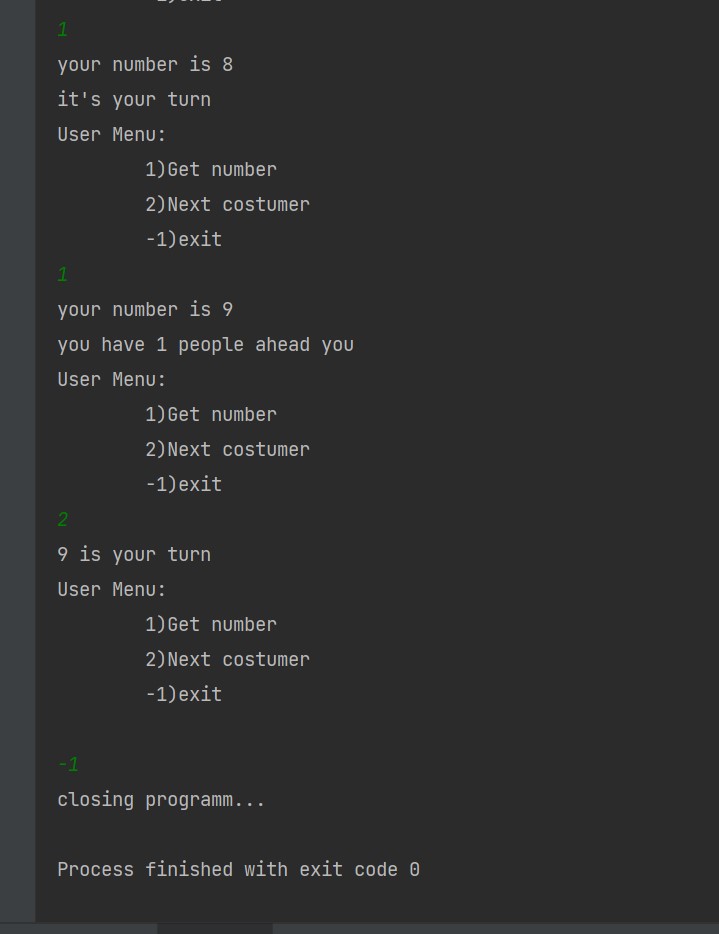 1
your number is 8
it's your turn
User Menu:
1)Get number
2)Next costumer
-1)exit
1
your number is 9
you have 1 people ahead you
User Menu:
1)Get number
2)Next costumer
-1)exit
2
9 is your turn
User Menu:
1)Get number
2)Next costumer
-1)exit
-1
closing programm...
Process finished with exit code 0